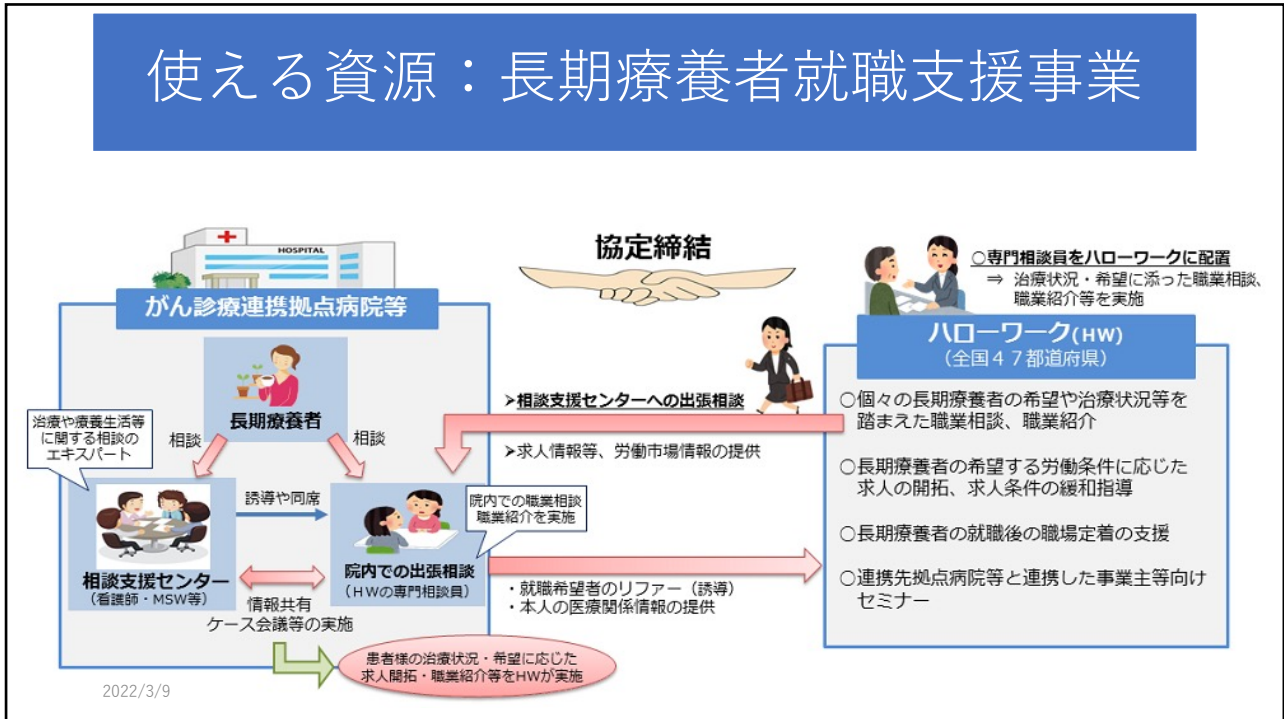 使える資源：長期療養者就職支援事業
HOSPITAL
がん診療連携拠点病院等
長期療養者
治療や療養生活等
に関する相談の
エキスパート
相談
相談
誘導や同席
院内での職業相談
職業紹介を実施
相談支援センター
（看護師・MSW等）
院内での出張相談
（HWの専門相談員）
情報共有
ケース会議等の実施
患者様の治療状況・希望に応じた
求人開拓・職業紹介等をHWが実施
協定締結
➢相談支援センターへの出張相談
➢求人情報等、労働市場情報の提供
・就職希望者のリファー（誘導）
・本人の医療関係情報の提供
○専門相談員をハローワークに配置
⇒ 治療状況・希望に添った職業相談、
職業紹介等を実施
ハローワーク(HW)
（全国４７都道府県）
○個々の長期療養者の希望や治療状況等を
踏まえた職業相談、職業紹介
○長期療養者の希望する労働条件に応じた
求人の開拓、求人条件の緩和指導
○長期療養者の就職後の職場定着の支援
○連携先拠点病院等と連携した事業主等向け
セミナー
2022/3/9